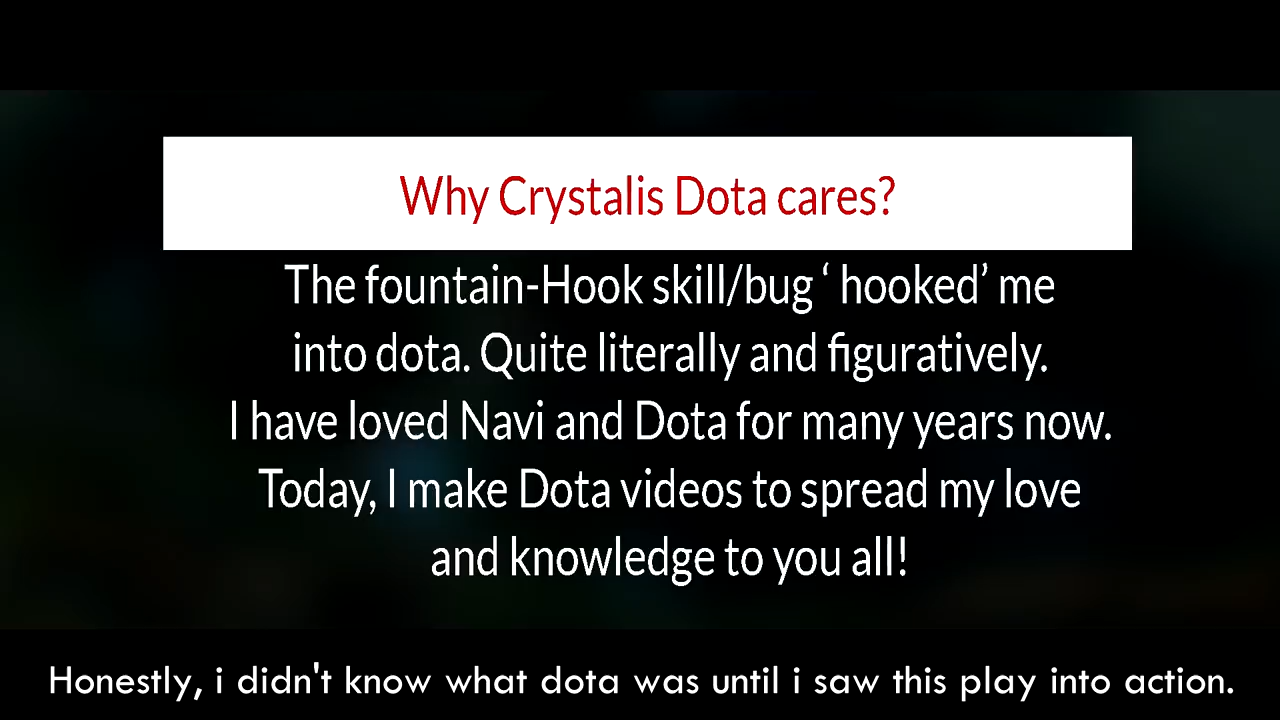 Why Crystalis Dota cares?
The fountain-Hook skill/bug ‘ hooked’ me
into dota. Quite literally and figuratively.
I have loved Navi and Dota for many years now.
Today, I make Dota videos to spread my love
and knowledge to you all!
Honestly, i didn't know what dota was until i saw this play into action.